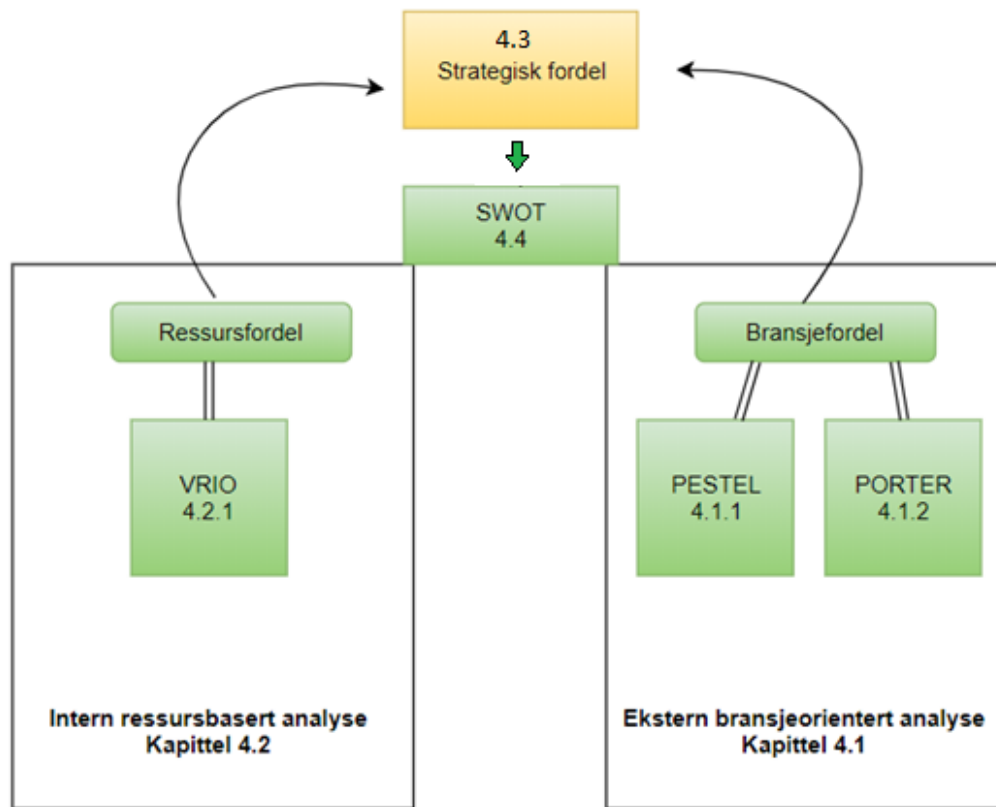 4.3
Strategisk fordel
SWOT
4.4
Ressursfordel
VRIO
4.2.1
Intern ressursbasert analyse
Kapittel 4.2
Bransjefordel
PESTEL
4.1.1
PORTER
4.1.2
Ekstern bransjeorientert analyse
Kapittel 4.1